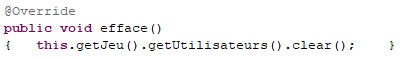 @Override
public void efface()
{   this.getJeu().getUtilisateurs().clear();    }